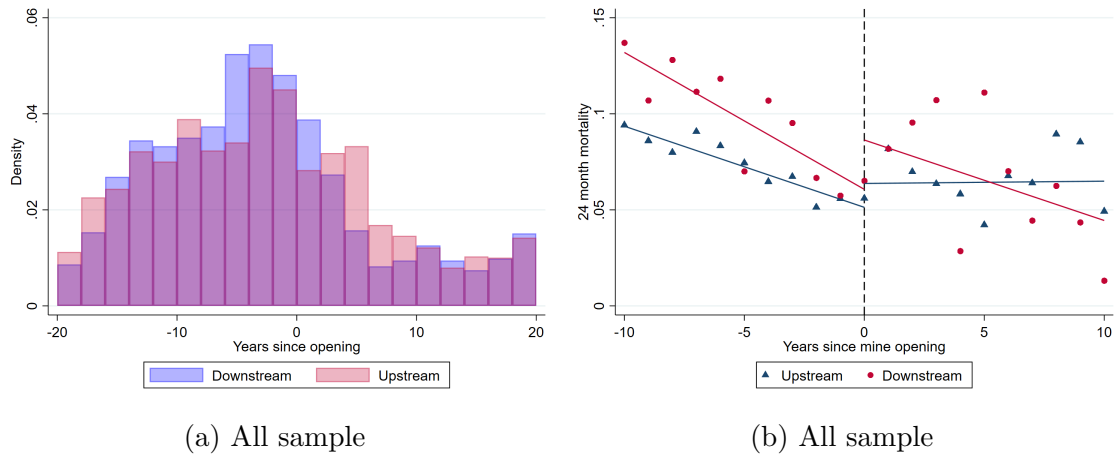 .06
.04
.02
0
Density
-20
-10
0
10
20
Years since opening
Downstream
Upstream
(a) All sample
.15
.1
.05
0
24 month mortality
-10
-5
0
5
10
Years since mine opening
Upstream
Downstream
(b) All sample